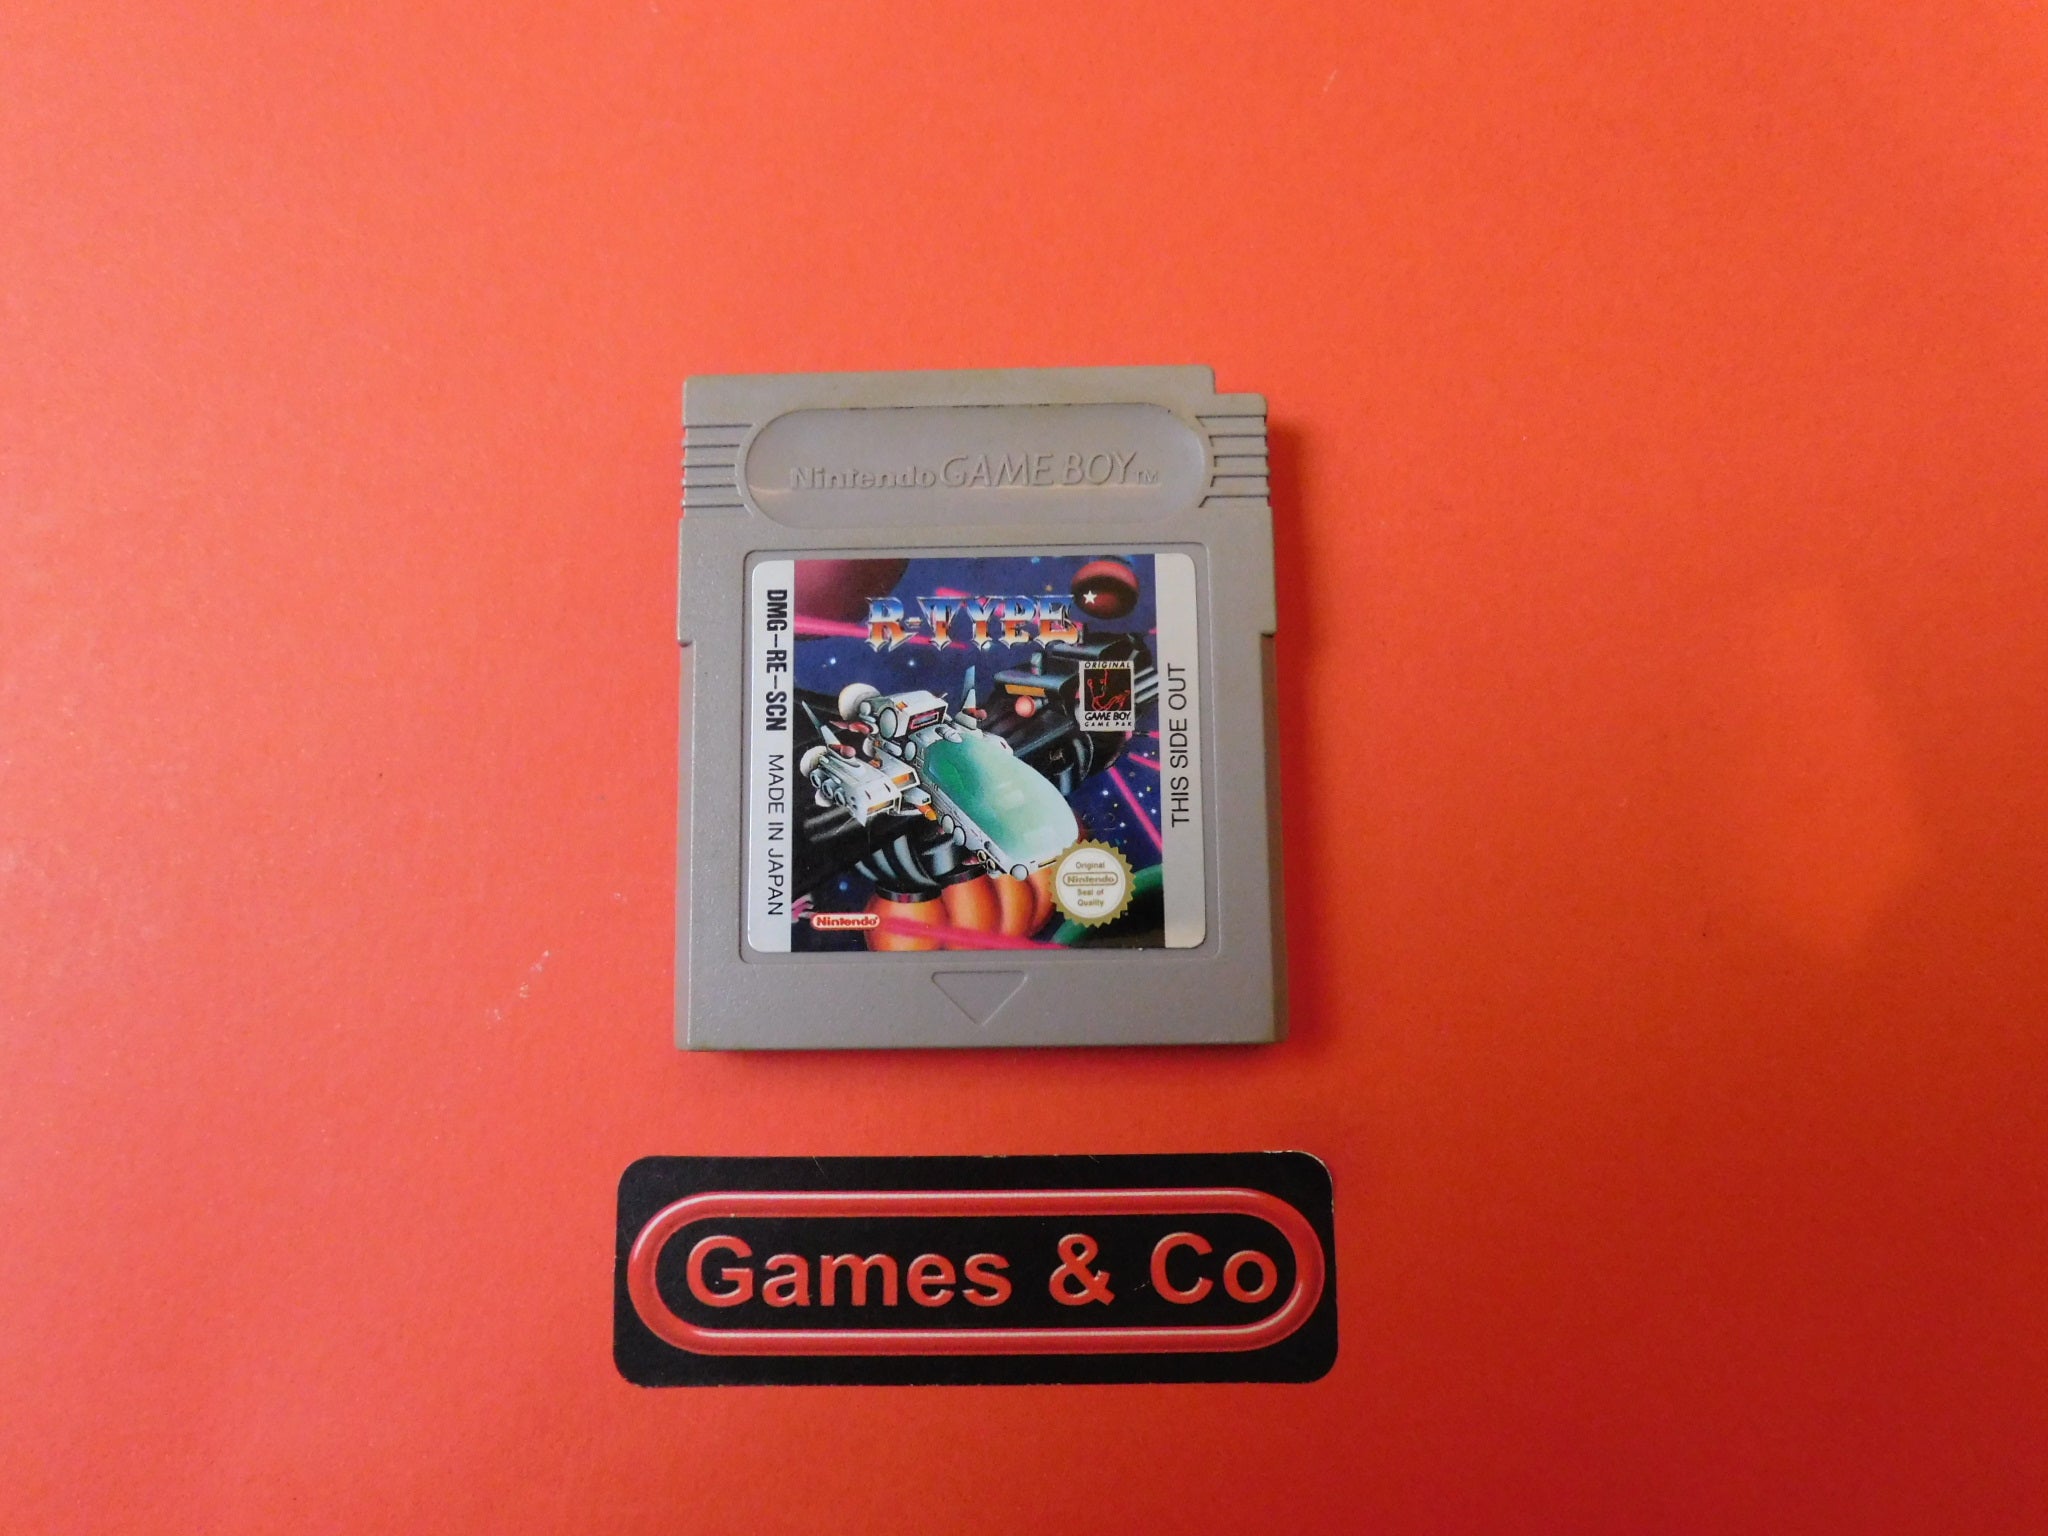 Nintendo GAME BOY TM
R-TYPE
DMG-RE-SCN MADE IN JAPAN
ORIGINAL
GAME BOY
GAME PAK
THIS SIDE OUT
Original
Nintendo
Seal of
Quality
Nintendo
Games & Co